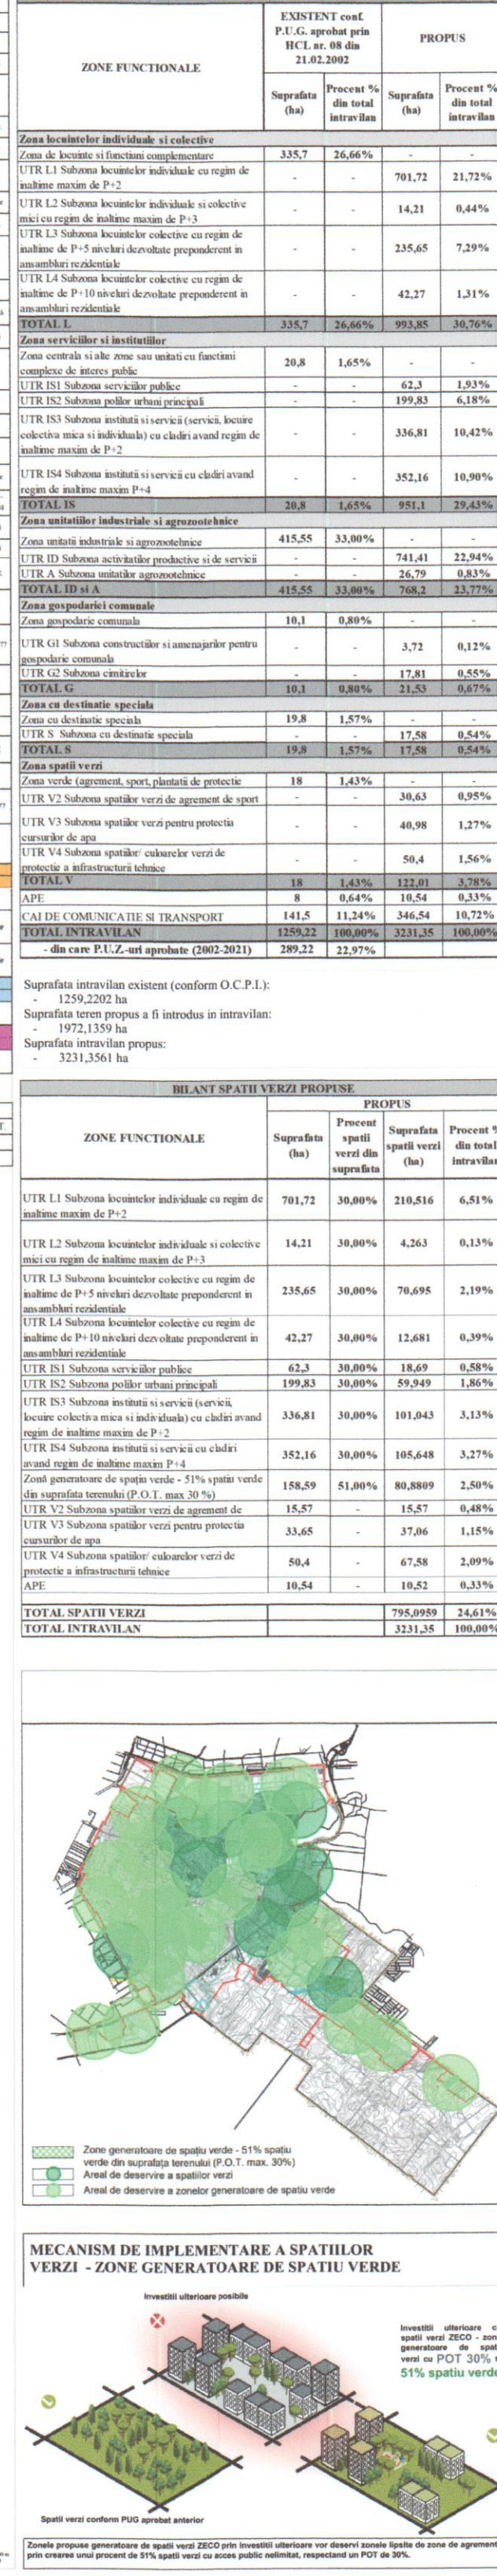 ZONE FUNCTIONALE | EXISTENT conf. P.U.G. aprobat prin HCL nr. 08 din 21.02.2002 | PROPUS
Suprafata (ha) | Procent % din total intravilan | Suprafata (ha) | Procent % din total intravilan
Zona locuintelor individuale si colective
Zona de locuinte si functiuni complementare | 335,7 | 26,66% | - | -
UTR L1 Subzona locuintelor individuale cu regim de inaltime maxim de P+2 | - | - | 701,72 | 21,72%
UTR L2 Subzona locuintelor individuale si colective mici cu regim de inaltime maxim de P+3 | - | - | 14,21 | 0,44%
UTR L3 Subzona locuintelor colective cu regim de inaltime de P+5 niveluri dezvoltate preponderent in ansambluri rezidentiale | - | - | 235,65 | 7,29%
UTR L4 Subzona locuintelor colective cu regim de inaltime de P+10 niveluri dezvoltate preponderent in ansambluri rezidentiale | - | - | 42,27 | 1,31%
TOTAL L | 335,7 | 26,66% | 993,85 | 30,76%
Zona serviciilor si institutiilor
Zona centrala si alte zone sau unitati cu functiuni complexe de interes public | 20,8 | 1,65% | - | -
UTR IS1 Subzona serviciilor publice | - | - | 62,3 | 1,93%
UTR IS2 Subzona polilor urbani principali | - | - | 199,83 | 6,18%
UTR IS3 Subzona institutii si servicii (servicii, locuire colectiva mica si individuala) cu cladiri avand regim de inaltime maxim de P+2 | - | - | 336,81 | 10,42%
UTR IS4 Subzona institutii si servicii cu cladiri avand regim de inaltime maxim P+4 | - | - | 352,16 | 10,90%
TOTAL IS | 20,8 | 1,65% | 951,1 | 29,43%
Zona unitatiilor industriale si agrozootehnice
Zona unitatii industriale si agrozootehnice | 415,55 | 33,00% | - | -
UTR ID Subzona activitatilor productive si de servicii | - | - | 741,41 | 22,94%
UTR A Subzona unitatilor agrozootehnice | - | - | 26,79 | 0,83%
TOTAL ID si A | 415,55 | 33,00% | 768,2 | 23,77%
Zona gospodariei comunale
Zona gospodarie comunala | 10,1 | 0,80% | - | -
UTR G1 Subzona constructiilor si amenajarilor pentru gospodarie comunala | - | - | 3,72 | 0,12%
UTR G2 Subzona cimitirelor | - | - | 17,81 | 0,55%
TOTAL G | 10,1 | 0,80% | 21,53 | 0,67%
Zona cu destinatie speciala
Zona cu destinatie speciala | 19,8 | 1,57% | - | -
UTR S Subzona cu destinatie speciala | - | - | 17,58 | 0,54%
TOTAL S | 19,8 | 1,57% | 17,58 | 0,54%
Zona spatii verzi
Zona verde (agrement, sport, plantatii de protectie | 18 | 1,43% | - | -
UTR V2 Subzona spatiilor verzi de agrement de sport | - | - | 30,63 | 0,95%
UTR V3 Subzona spatiilor verzi pentru protectia cursurilor de apa | - | - | 40,98 | 1,27%
UTR V4 Subzona spatiilor/ culoarelor verzi de protectie a infrastructurii tehnice | - | - | 50,4 | 1,56%
TOTAL V | 18 | 1,43% | 122,01 | 3,78%
APE | 8 | 0,64% | 10,54 | 0,33%
CAI DE COMUNICATIE SI TRANSPORT | 141,5 | 11,24% | 346,54 | 10,72%
TOTAL INTRAVILAN | 1259,22 | 100,00% | 3231,35 | 100,00%
- din care P.U.Z.-uri aprobate (2002-2021) | 289,22 | 22,97%
Suprafata intravilan existent (conform O.C.P.I.):
- 1259,2202 ha
Suprafata teren propus a fi introdus in intravilan:
- 1972,1359 ha
Suprafata intravilan propus:
- 3231,3561 ha
BILANT SPATII VERZI PROPUSE
ZONE FUNCTIONALE | PROPUS
Suprafata (ha) | Procent spatii verzi din suprafata | Suprafata spatii verzi (ha) | Procent % din total intravilan
UTR L1 Subzona locuintelor individuale cu regim de inaltime maxim de P+2 | 701,72 | 30,00% | 210,516 | 6,51%
UTR L2 Subzona locuintelor individuale si colective mici cu regim de inaltime maxim de P+3 | 14,21 | 30,00% | 4,263 | 0,13%
UTR L3 Subzona locuintelor colective cu regim de inaltime de P+5 niveluri dezvoltate preponderent in ansambluri rezidentiale | 235,65 | 30,00% | 70,695 | 2,19%
UTR L4 Subzona locuintelor colective cu regim de inaltime de P+10 niveluri dezvoltate preponderent in ansambluri rezidentiale | 42,27 | 30,00% | 12,681 | 0,39%
UTR IS1 Subzona serviciilor publice | 62,3 | 30,00% | 18,69 | 0,58%
UTR IS2 Subzona polilor urbani principali | 199,83 | 30,00% | 59,949 | 1,86%
UTR IS3 Subzona institutii si servicii (servicii, locuire colectiva mica si individuala) cu cladiri avand regim de inaltime maxim de P+2 | 336,81 | 30,00% | 101,043 | 3,13%
UTR IS4 Subzona institutii si servicii cu cladiri avand regim de inaltime maxim P+4 | 352,16 | 30,00% | 105,648 | 3,27%
Zonă generatoare de spațiu verde - 51% spatiu verde din suprafata terenului (P.O.T. max 30 %) | 158,59 | 51,00% | 80,8809 | 2,50%
UTR V2 Subzona spatiilor verzi de agrement de | 15,57 | - | 15,57 | 0,48%
UTR V3 Subzona spatiilor verzi pentru protectia cursurilor de apa | 33,65 | - | 37,06 | 1,15%
UTR V4 Subzona spatiilor/ culoarelor verzi de protectie a infrastructurii tehnice | 50,4 | - | 67,58 | 2,09%
APE | 10,54 | - | 10,52 | 0,33%
TOTAL SPATII VERZI | 795,0959 | 24,61%
TOTAL INTRAVILAN | 3231,35 | 100,00%
Zone generatoare de spațiu verde - 51% spațiu
verde din suprafața terenului (P.O.T. max. 30%)
Areal de deservire a spatiilor verzi
Areal de deservire a zonelor generatoare de spatiu verde
MECANISM DE IMPLEMENTARE A SPATIILOR
VERZI - ZONE GENERATOARE DE SPATIU VERDE
Investitii ulterioare posibile
Investitii ulterioare
spatii verzi ZECO -
generatoare de
verzi cu POT 30%
51% spatiu verde
Spatii verzi conform PUG aprobat anterior
Zonele propuse generatoare de spatii verzi ZECO prin investitii ulterioare vor deservi zonele lipsite de zone de agrement
prin crearea unui procent de 51% spatii verzi cu acces public nelimitat, respectand un POT de 30%.